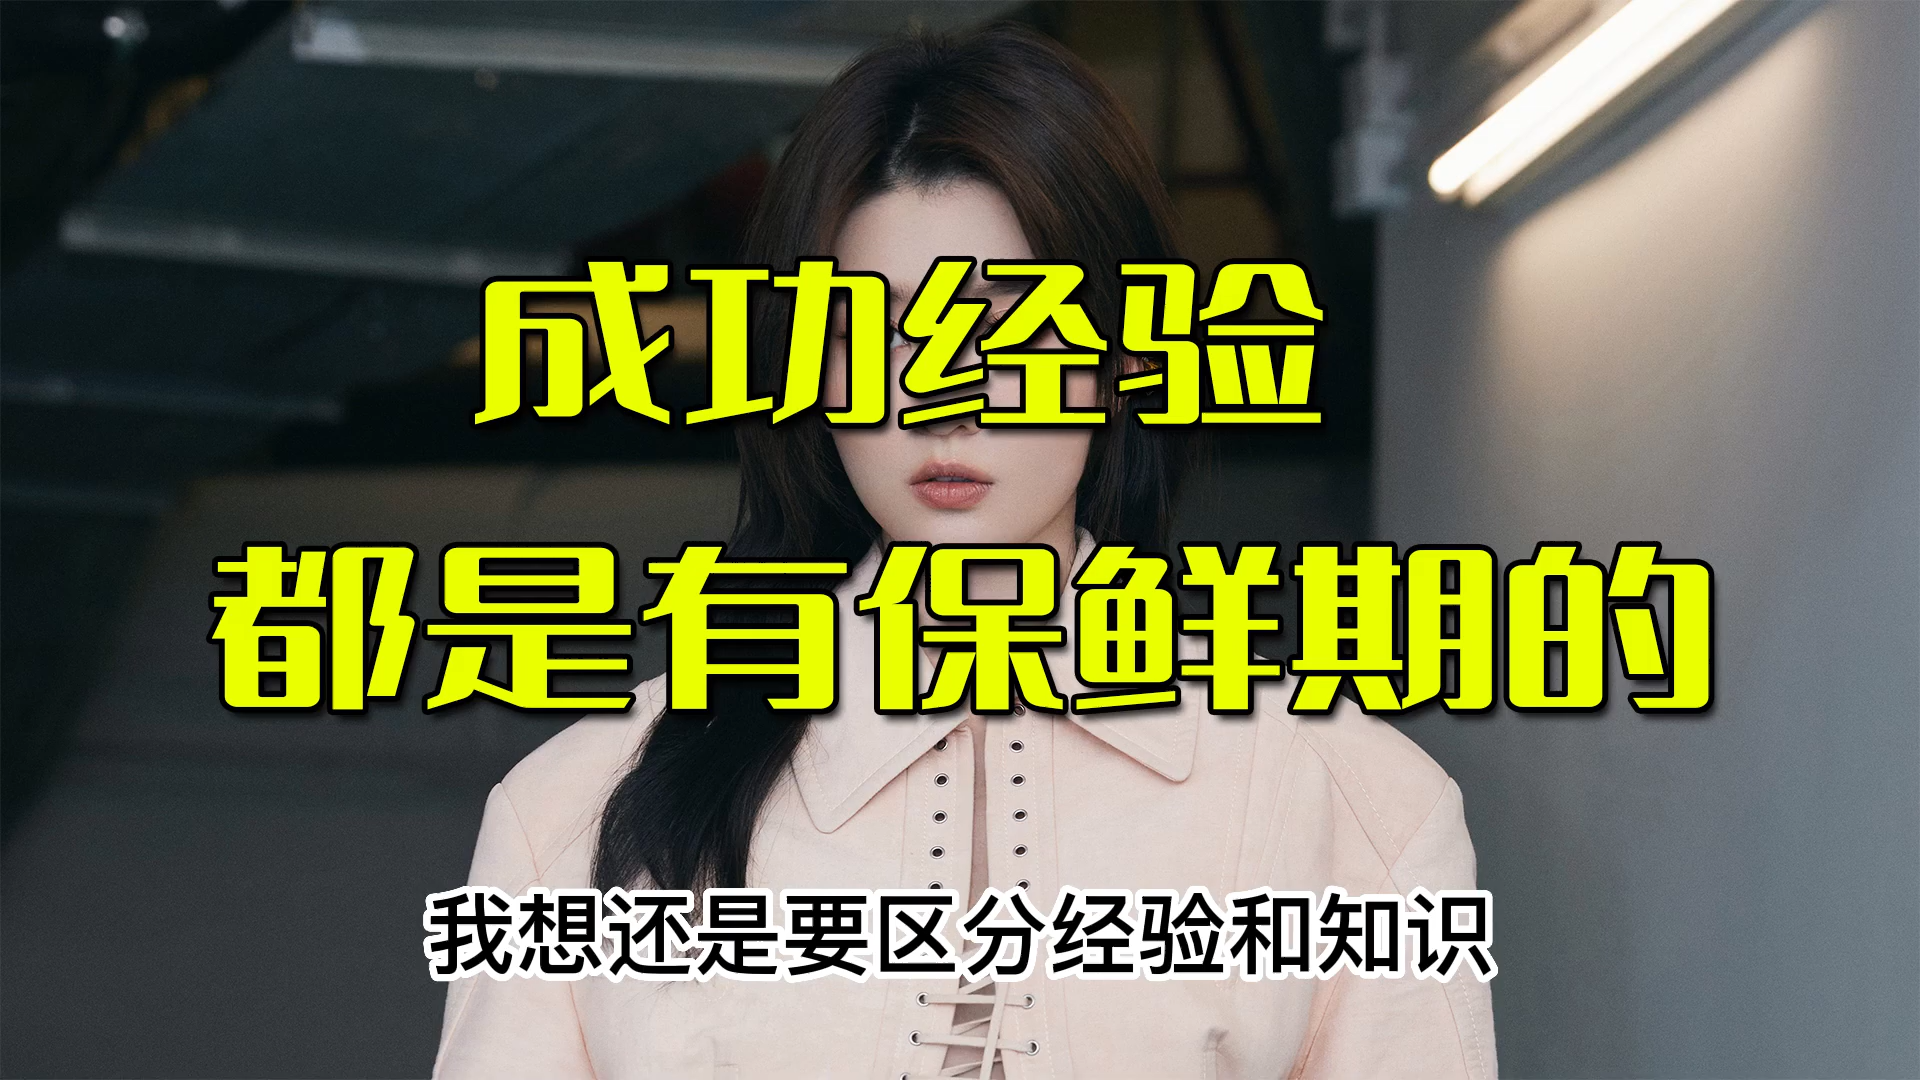 成功经验
都是有保鲜期的
我想还是要区分经验和知识